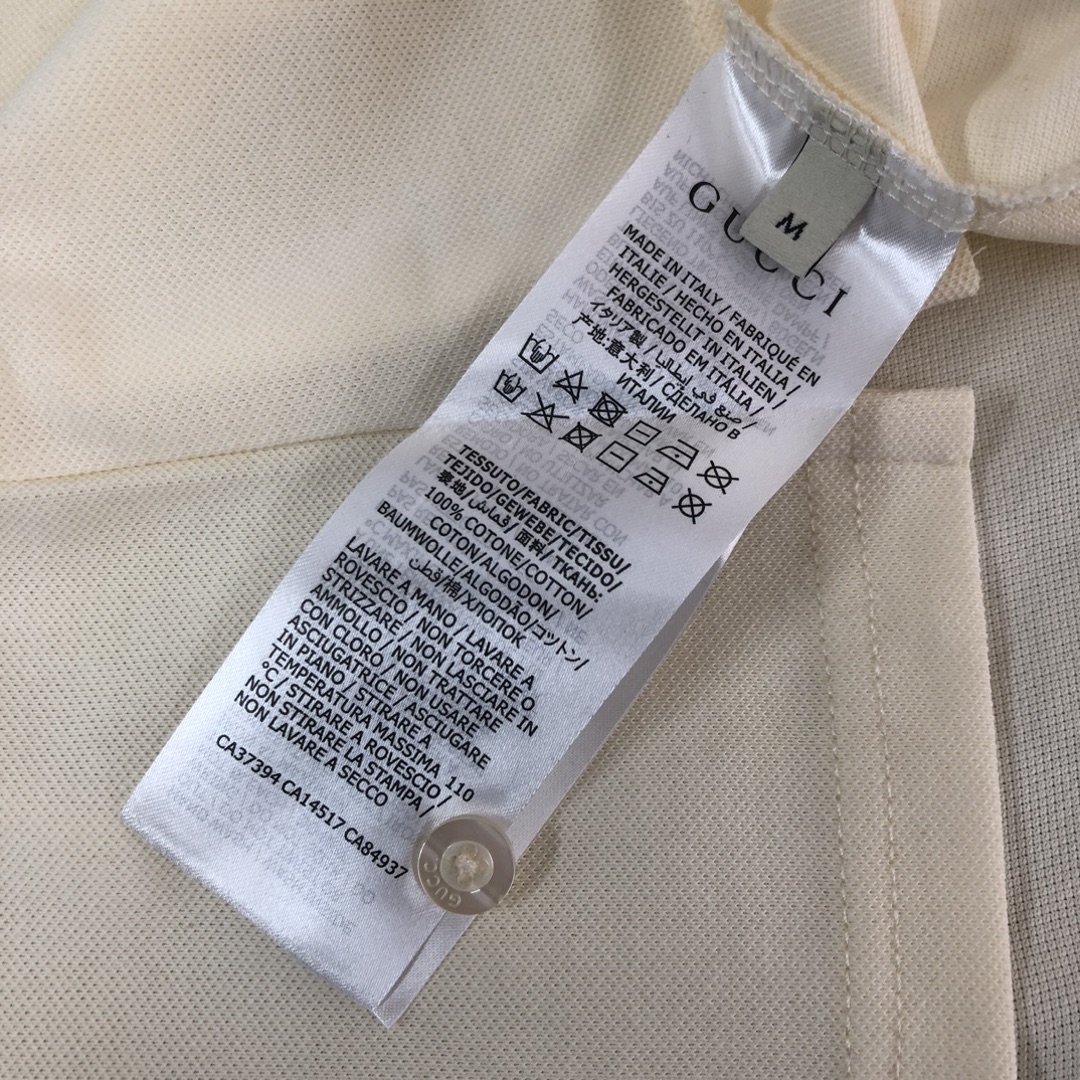 M
GUCCI
MADE IN ITALY / FABRIQUÉ EN
ITALIE / HECHO EN ITALIA /
HERGESTELLT IN ITALIEN /
FABRICADO EM ITÁLIA /
イタリア製 / صنع في إيطاليا /
产地:意大利 / СДЕЛАНО В
ИТАЛИИ
TESSUTO/FABRIC/TISSU/
TEJIDO/GEWEBE/TECIDO/
表地/قماش/面料/ТКАНЬ:
100% COTONE/COTTON/
COTON/ALGODON/
BAUMWOLLE/ALGODÃO/コットン/
قطن/棉/ХЛОПОК
LAVARE A MANO / LAVARE A
ROVESCIO / NON TORCERE O
STRIZZARE / NON LASCIARE IN
AMMOLLO / NON TRATTARE
CON CLORO / NON USARE
ASCIUGATRICE / ASCIUGARE
IN PIANO / STIRARE A
TEMPERATURA MASSIMA 110
°C / STIRARE A ROVESCIO /
NON STIRARE LA STAMPA /
NON LAVARE A SECCO
CA37394 CA14517 CA84937
GUCCI